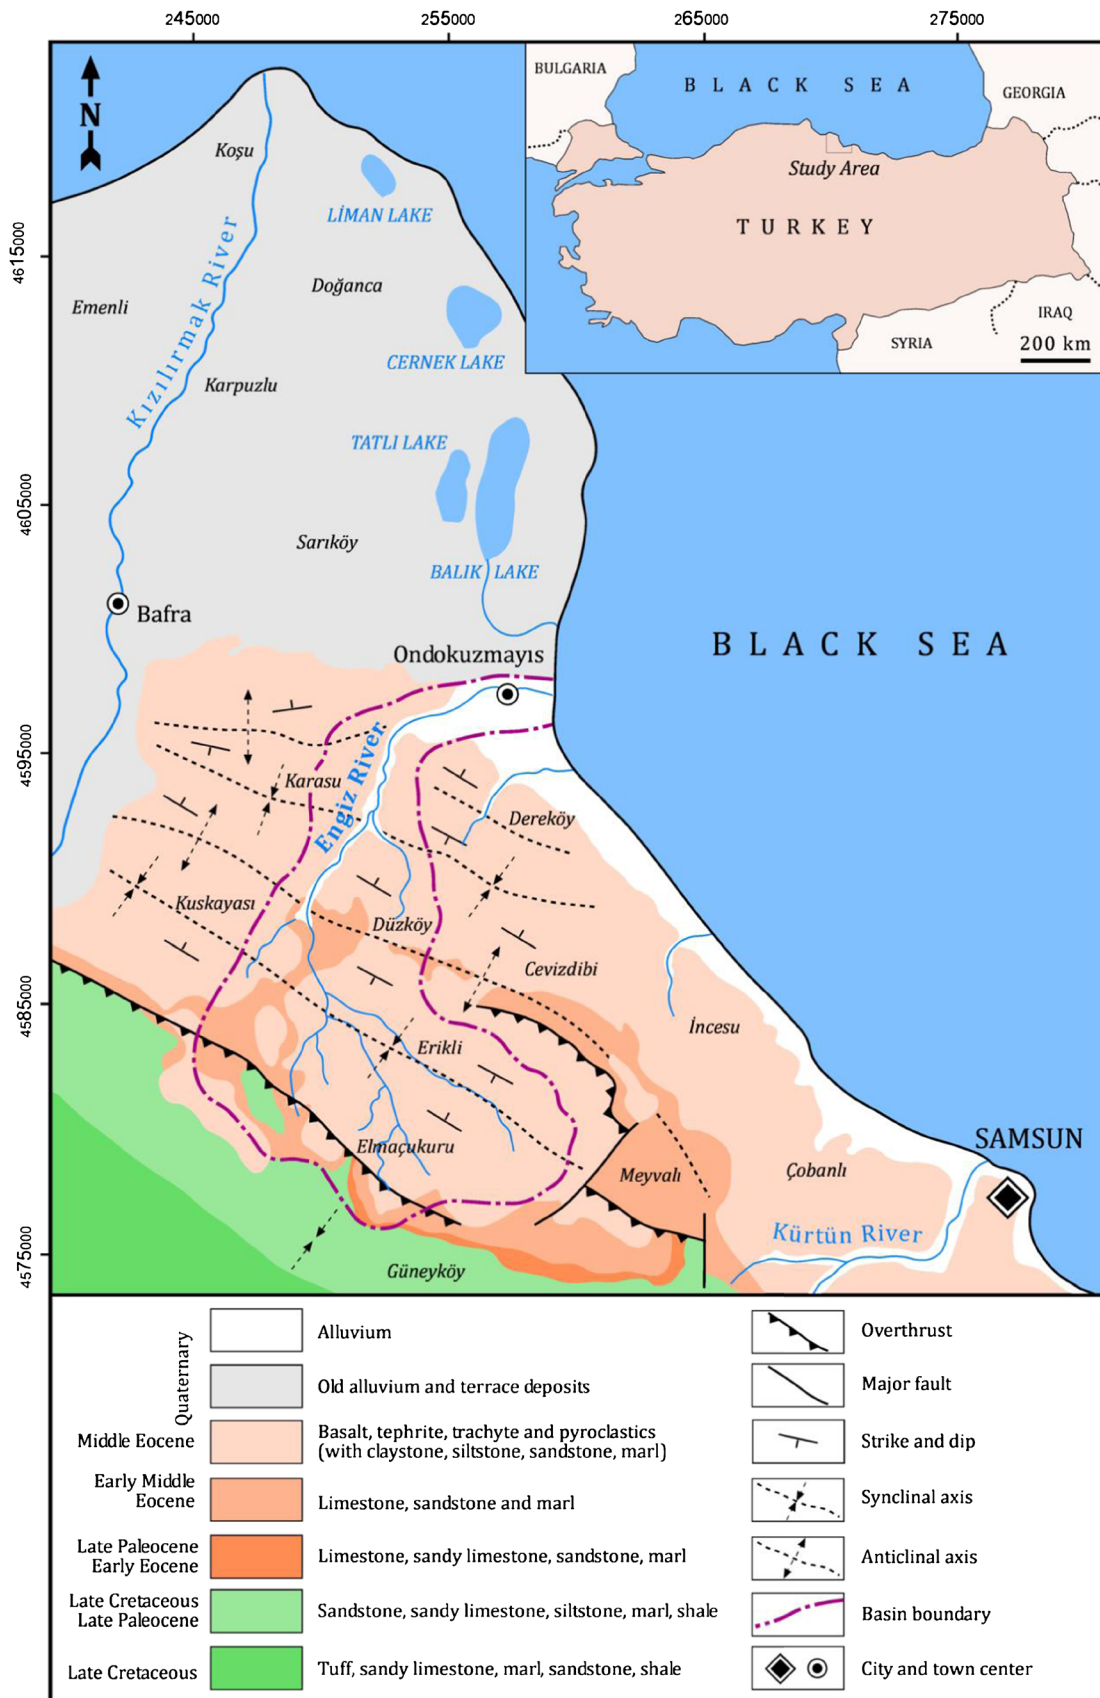 245000
255000
265000
275000
4615000
4605000
4595000
4585000
4575000
N
BULGARIA
BLACK SEA
GEORGIA
Study Area
TURKEY
IRAQ
SYRIA
200 km
Koşu
LİMAN LAKE
Kızılırmak River
Doğanca
Emenli
CERNEK LAKE
Karpuzlu
TATLI LAKE
Sarıköy
BALIK LAKE
Bafra
BLACK SEA
Ondokuzmayıs
Engiz River
Karasu
Dereköy
Kuskayası
Düzköy
Cevizdibi
İncesu
Erikli
Elmaçukuru
Meyvalı
Çobanlı
SAMSUN
Kürtün River
Güneyköy
Quaternary
Alluvium
Old alluvium and terrace deposits
Middle Eocene
Basalt, tephrite, trachyte and pyroclastics
(with claystone, siltstone, sandstone, marl)
Early Middle
Eocene
Limestone, sandstone and marl
Late Paleocene
Early Eocene
Limestone, sandy limestone, sandstone, marl
Late Cretaceous
Late Paleocene
Sandstone, sandy limestone, siltstone, marl, shale
Late Cretaceous
Tuff, sandy limestone, marl, sandstone, shale
Overthrust
Major fault
Strike and dip
Synclinal axis
Anticlinal axis
Basin boundary
City and town center